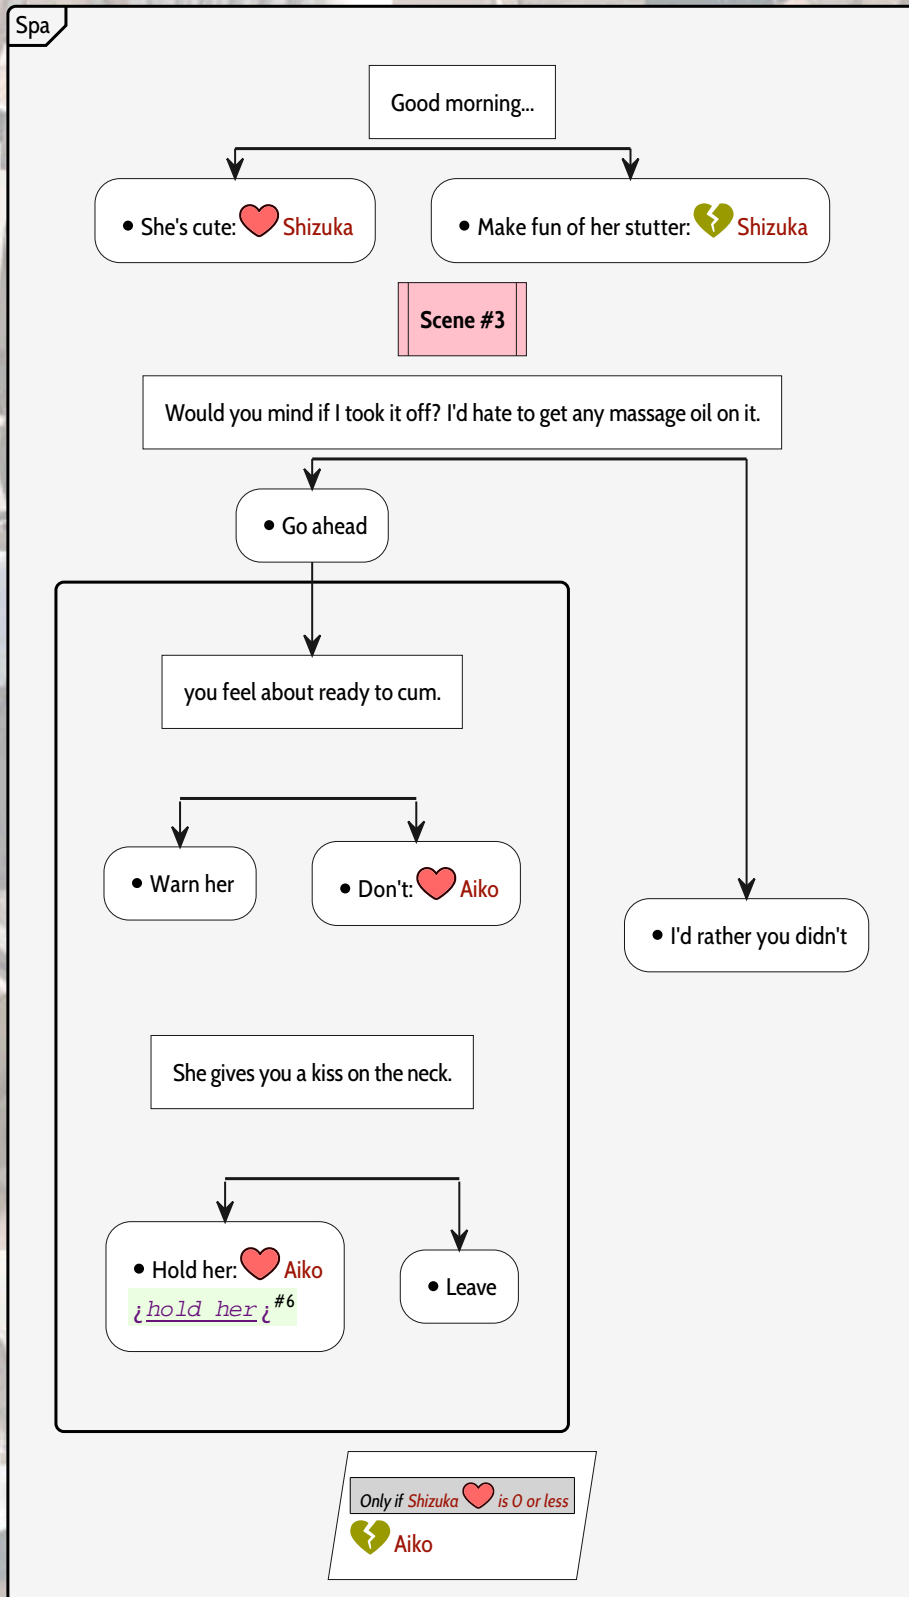 Spa
Good morning...
• She's cute: Shizuka
• Make fun of her stutter: Shizuka
Scene #3
Would you mind if I took it off? I'd hate to get any massage oil on it.
• Go ahead
you feel about ready to cum.
• Warn her
• Don't: Aiko
• I'd rather you didn't
She gives you a kiss on the neck.
• Hold her: Aiko
¿hold her¿#6
• Leave
Only if Shizuka is 0 or less
Aiko